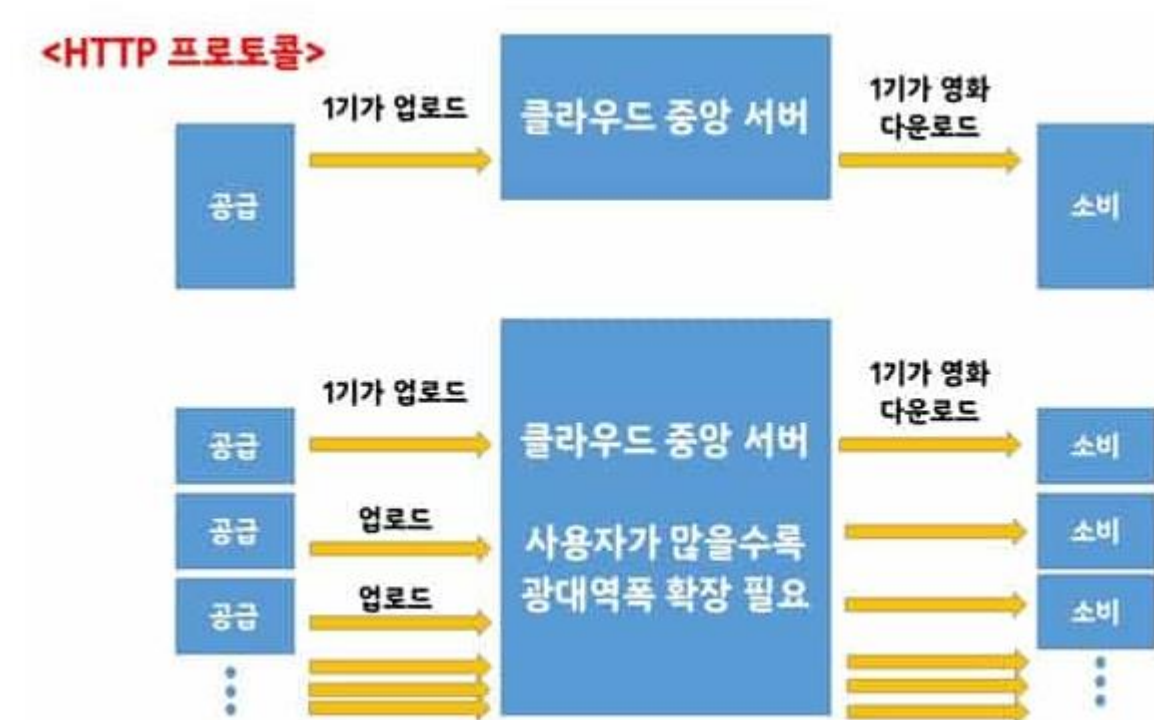 <HTTP 프로토콜>
1기가 업로드
클라우드 중앙 서버
1기가 영화
다운로드
공급
소비
1기가 업로드
1기가 영화
다운로드
공급
클라우드 중앙 서버
소비
업로드
공급
사용자가 많을수록
소비
업로드
광대역폭 확장 필요
공급
소비